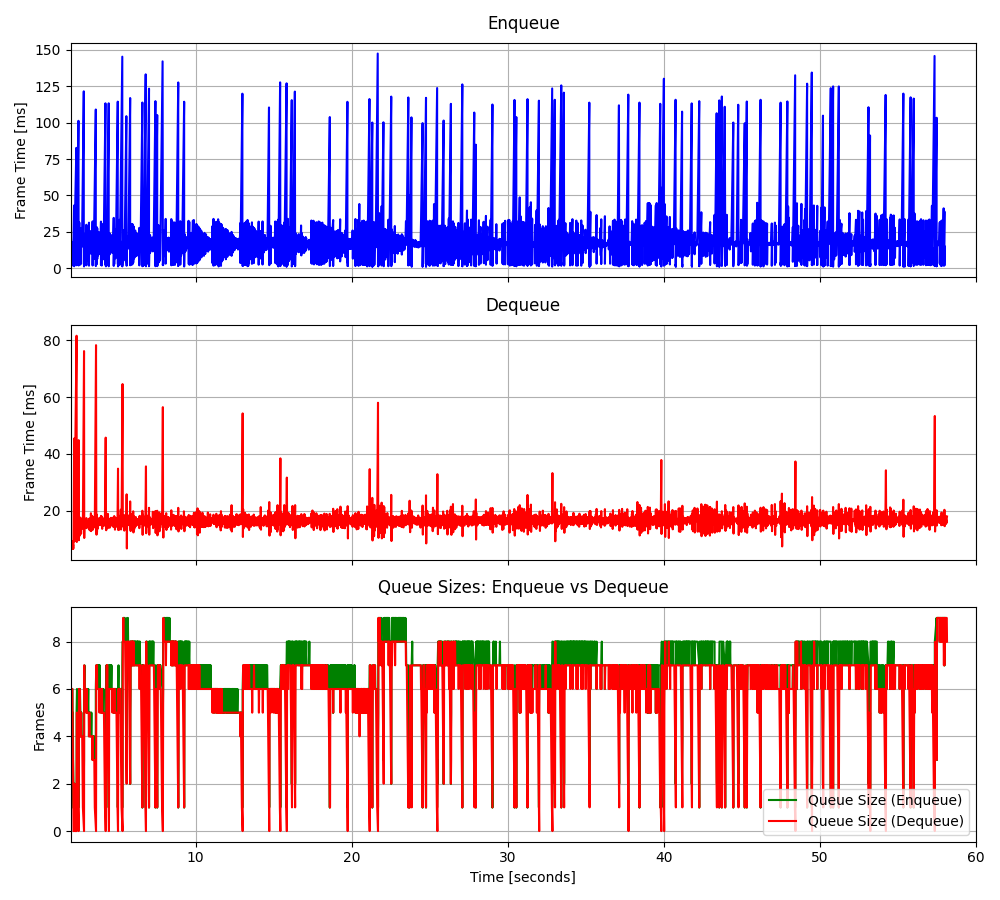 Enqueue
150
125
100
75
50
25
0
Frame Time [ms]
Dequeue
80
60
40
20
Frame Time [ms]
Queue Sizes: Enqueue vs Dequeue
8
6
4
2
0
Frames
Queue Size (Enqueue)
Queue Size (Dequeue)
10 20 30 40 50 60
Time [seconds]